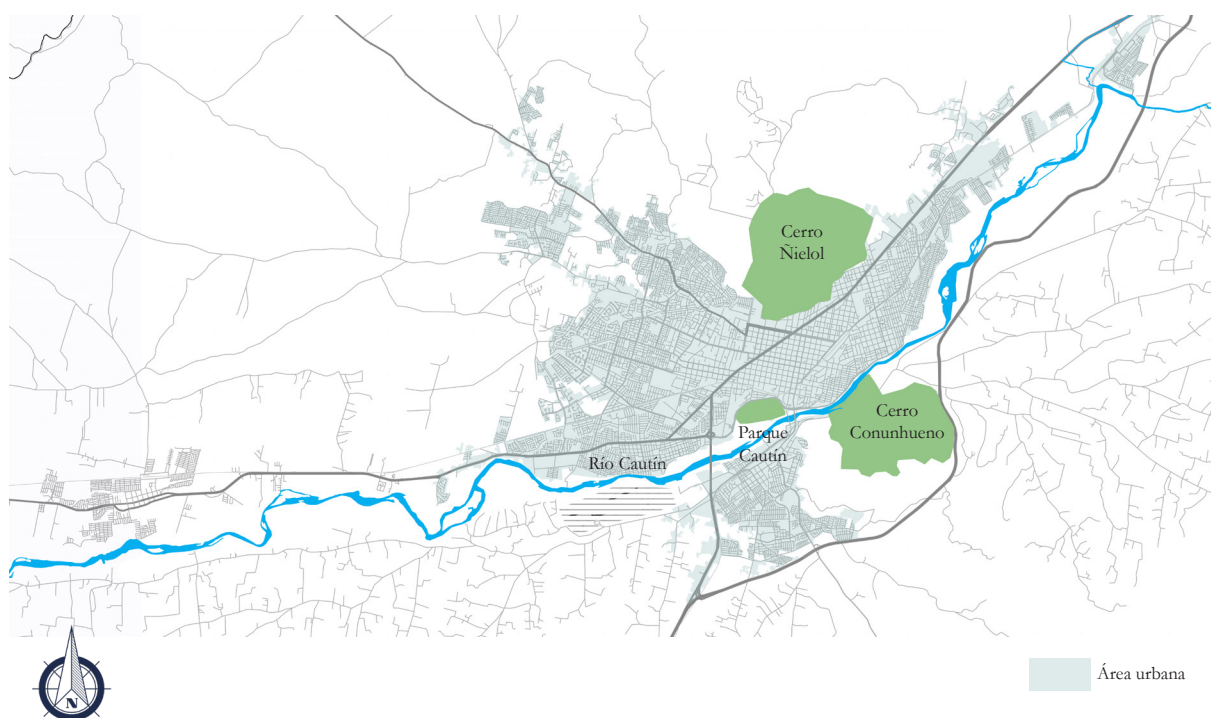 Cerro
Ñielol
Cerro
Conunhueno
Parque
Cautín
Río Cautín
N
Área urbana